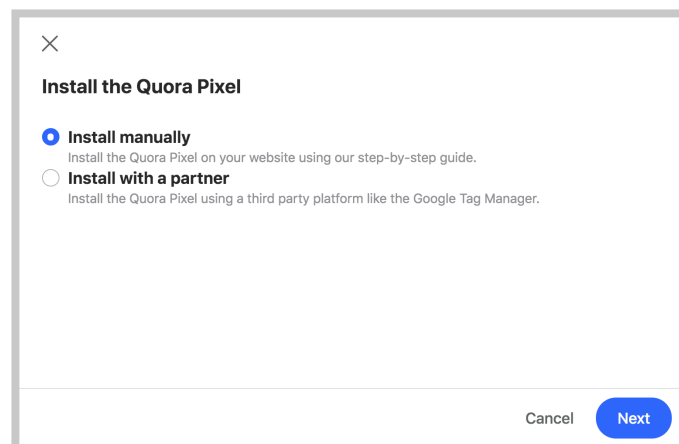 Install the Quora Pixel
Install manually
Install the Quora Pixel on your website using our step-by-step guide.
Install with a partner
Install the Quora Pixel using a third party platform like the Google Tag Manager.
Cancel
Next